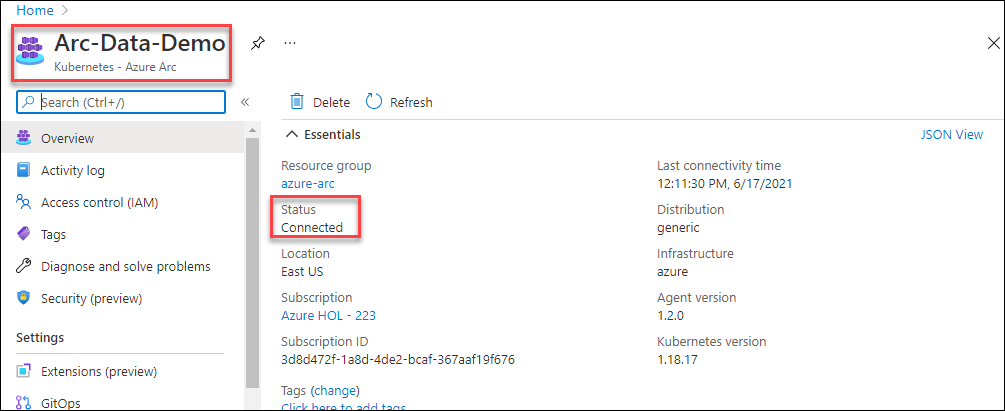 Home >
Arc-Data-Demo
Kubernetes - Azure Arc
Search (Ctrl+/)
Overview
Activity log
Access control (IAM)
Tags
Diagnose and solve problems
Security (preview)
Settings
Extensions (preview)
GitOps
Delete Refresh
Essentials
JSON View
Resource group
azure-arc
Status
Connected
Location
East US
Subscription
Azure HOL - 223
Subscription ID
3d8d472f-1a8d-4de2-bcaf-367aaf19f676
Tags (change)
Click here to add tags
Last connectivity time
12:11:30 PM, 6/17/2021
Distribution
generic
Infrastructure
azure
Agent version
1.2.0
Kubernetes version
1.18.17